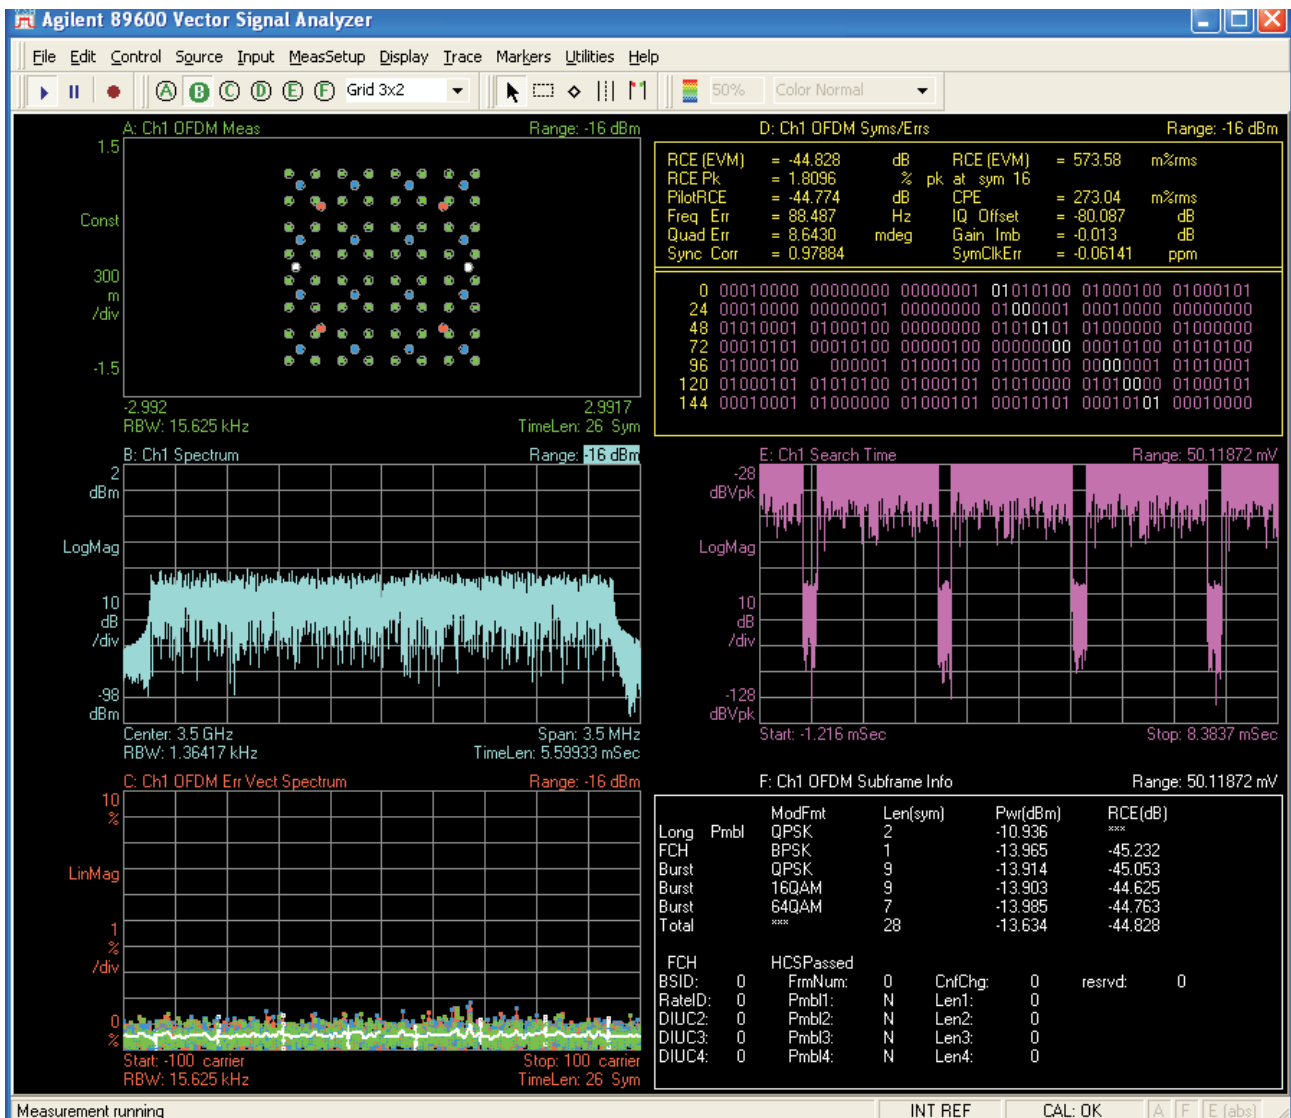 Agilent 89600 Vector Signal Analyzer
File Edit Control Source Input MeasSetup Display Trace Markers Utilities Help
A B C D E F Grid 3x2 50% Color Normal
A: Ch1 OFDM Meas Range: -16 dBm
1.5
Const
300
m
/div
-1.5
-2.992 2.9917
RBW: 15.625 kHz TimeLen: 26 Sym
D: Ch1 OFDM Syms/Errs Range: -16 dBm
RCE (EVM) = -44.828 dB RCE (EVM) = 573.58 m%rms
RCE Pk = 1.8096 % pk at sym 16
PilotRCE = -44.774 dB CPE = 273.04 m%rms
Freq Err = 88.487 Hz IQ Offset = -80.087 dB
Quad Err = 8.6430 mdeg Gain Imb = -0.013 dB
Sync Corr = 0.97884 SymClkErr = -0.06141 ppm
0 00010000 00000000 00000001 01010100 01000100 01000101
24 00010000 00000000 00000000 01000001 00010000 00000000
48 01010001 01000100 00000000 01010101 01000000 01010000
72 00010101 00010100 00000100 00000000 00010100 01010100
96 01000100 000001 01000100 01000100 00000001 01010001
120 01000101 01010100 01000101 01010000 01010000 01000101
144 00010001 01000000 01000101 00010101 00010101 00010000
B: Ch1 Spectrum Range: -16 dBm
2
dBm
LogMag
10
dB
/div
-98
dBm
Center: 3.5 GHz Span: 3.5 MHz
RBW: 1.36417 kHz TimeLen: 5.59933 mSec
E: Ch1 Search Time Range: 50.11872 mV
-28
dBVpk
LogMag
10
dB
/div
-128
dBVpk
Start: -1.216 mSec Stop: 8.3837 mSec
C: Ch1 OFDM Err Vect Spectrum Range: -16 dBm
10
%
LinMag
1
%
/div
0
%
Start: -100 carrier Stop: 100 carrier
RBW: 15.625 kHz TimeLen: 26 Sym
F: Ch1 OFDM Subframe Info Range: 50.11872 mV
ModFmt Len(sym) Pwr(dBm) RCE(dB)
Long Pmbl QPSK 2 -10.936 ***
FCH BPSK 1 -13.965 -45.232
Burst QPSK 9 -13.914 -45.053
Burst 16QAM 9 -13.903 -44.625
Burst 64QAM 7 -13.985 -44.763
Total *** 28 -13.634 -44.828
FCH HCSPassed
BSID: 0 FrmNum: 0 CnfChg: 0 resrvd: 0
RateID: 0 Pmbl1: N Len1: 0
DIUC2: 0 Pmbl2: N Len2: 0
DIUC3: 0 Pmbl3: N Len3: 0
DIUC4: 0 Pmbl4: N Len4: 0
Measurement running INT REF CAL: OK A F E (abs)